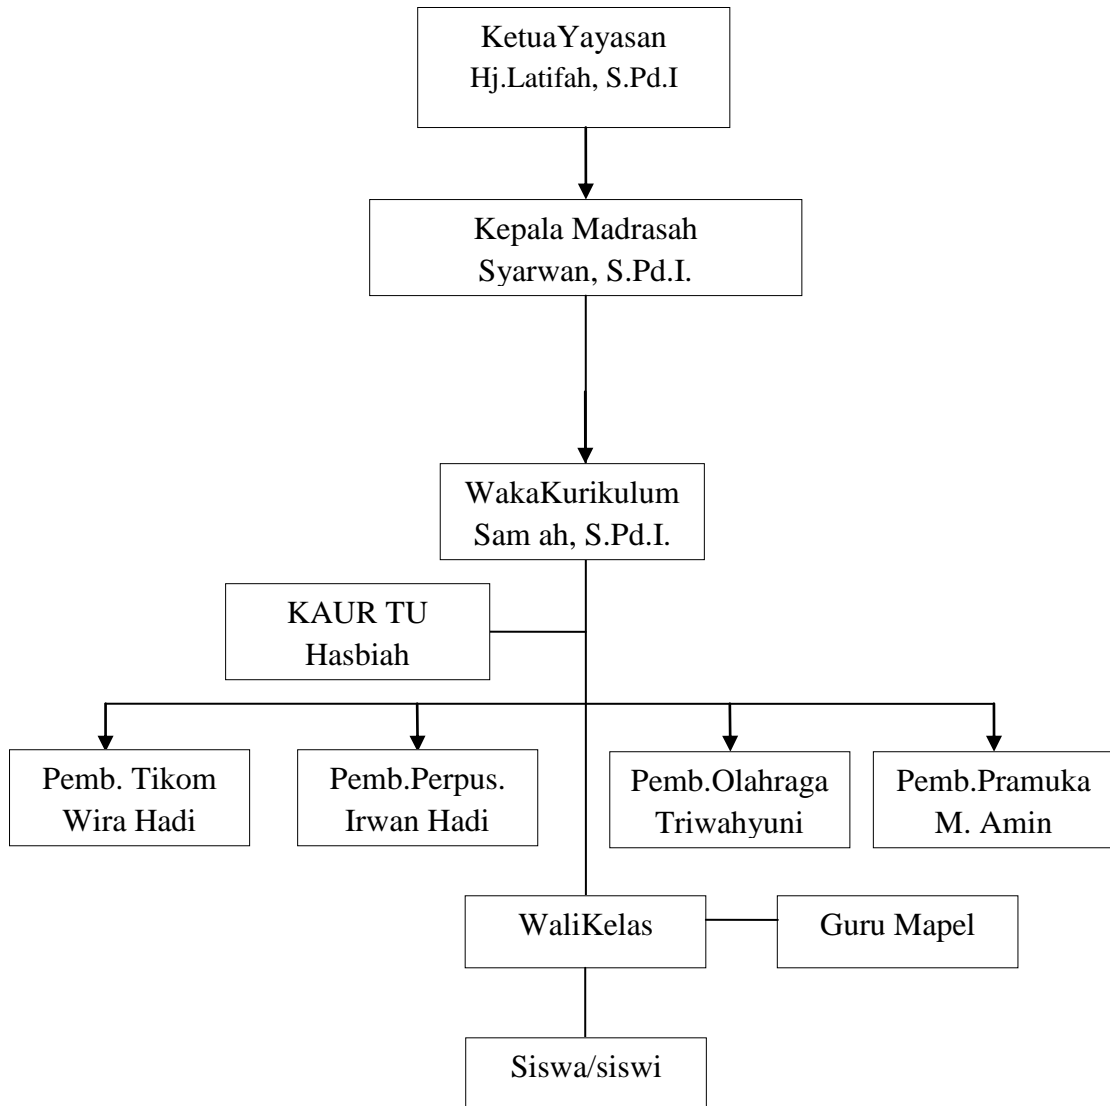 KetuaYayasan
Hj.Latifah, S.Pd.I
Kepala Madrasah
Syarwan, S.Pd.I.
WakaKurikulum
Sam ah, S.Pd.I.
KAUR TU
Hasbiah
Pemb. Tikom
Wira Hadi
Pemb.Perpus.
Irwan Hadi
Pemb.Olahraga
Triwahyuni
Pemb.Pramuka
M. Amin
WaliKelas
Guru Mapel
Siswa/siswi